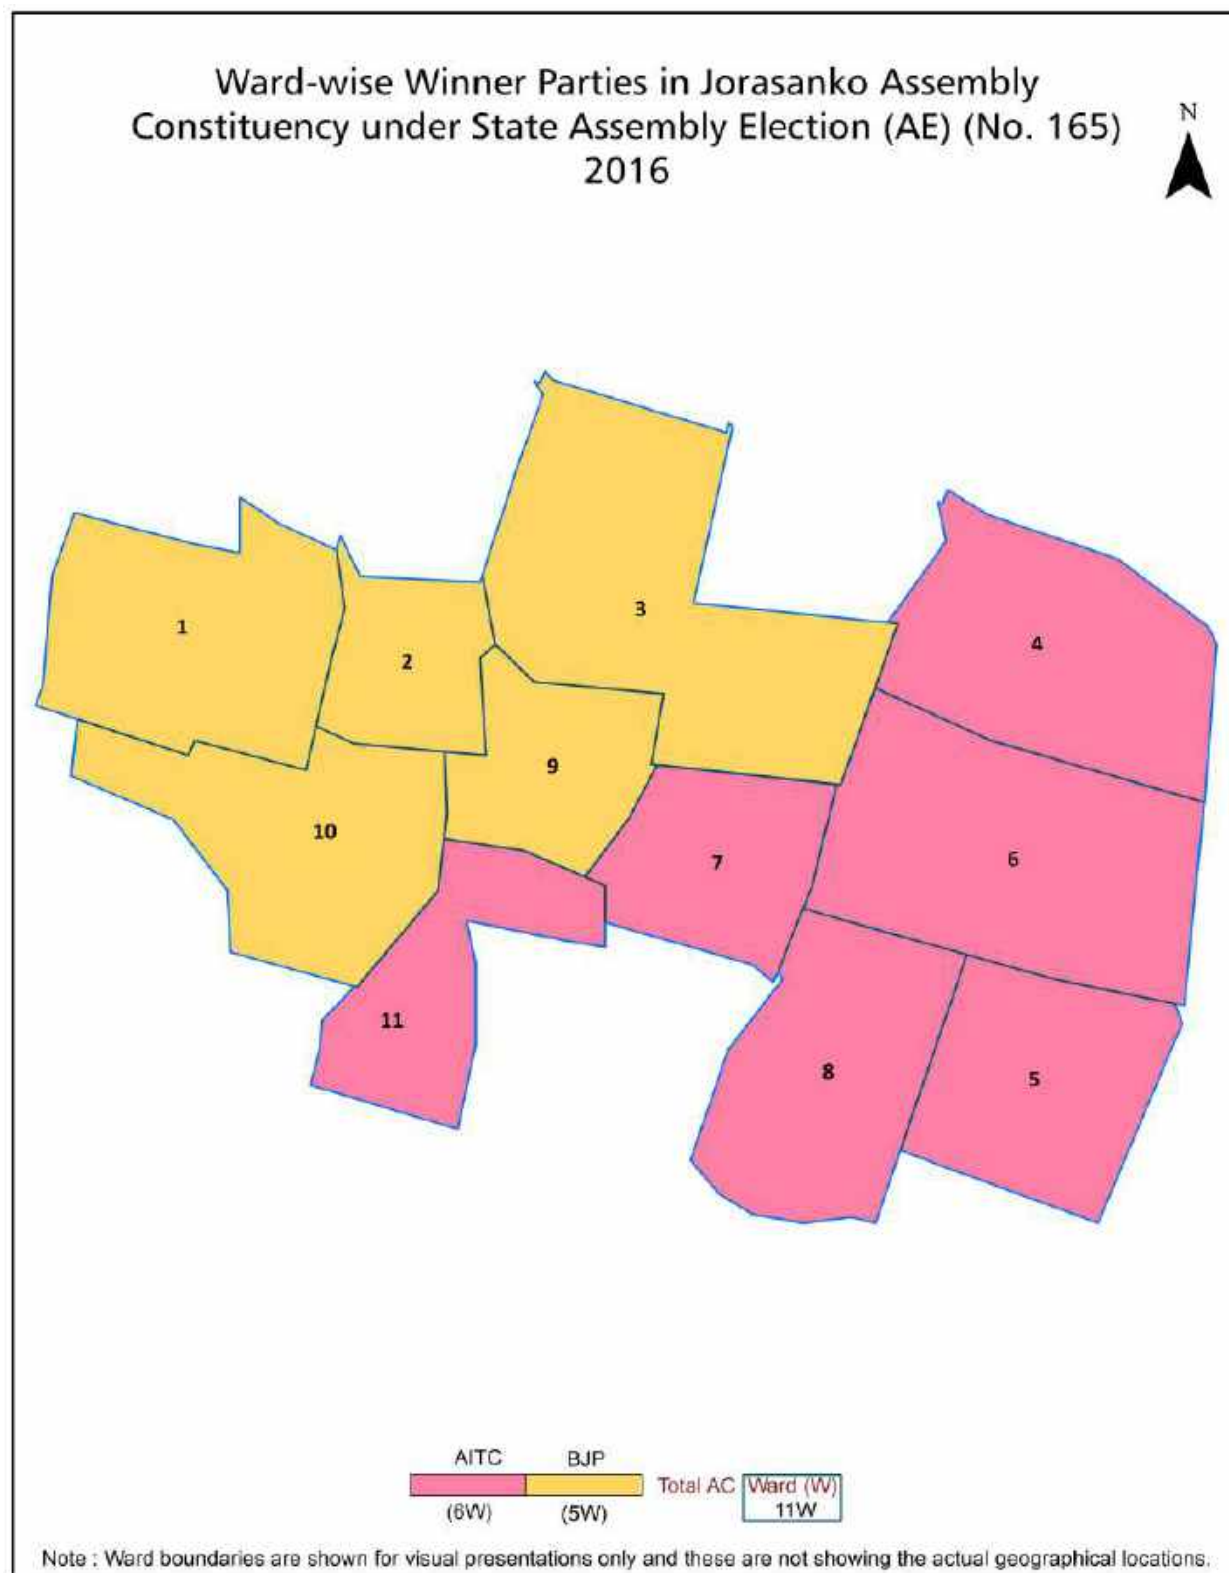 Ward-wise Winner Parties in Jorasanko Assembly
Constituency under State Assembly Election (AE) (No. 165)
2016
N
3
4
1
2
9
10
7
6
11
8
5
AITC BJP
Total AC Ward (W)
(6W) (5W) 11W
Note : Ward boundaries are shown for visual presentations only and these are not showing the actual geographical locations.